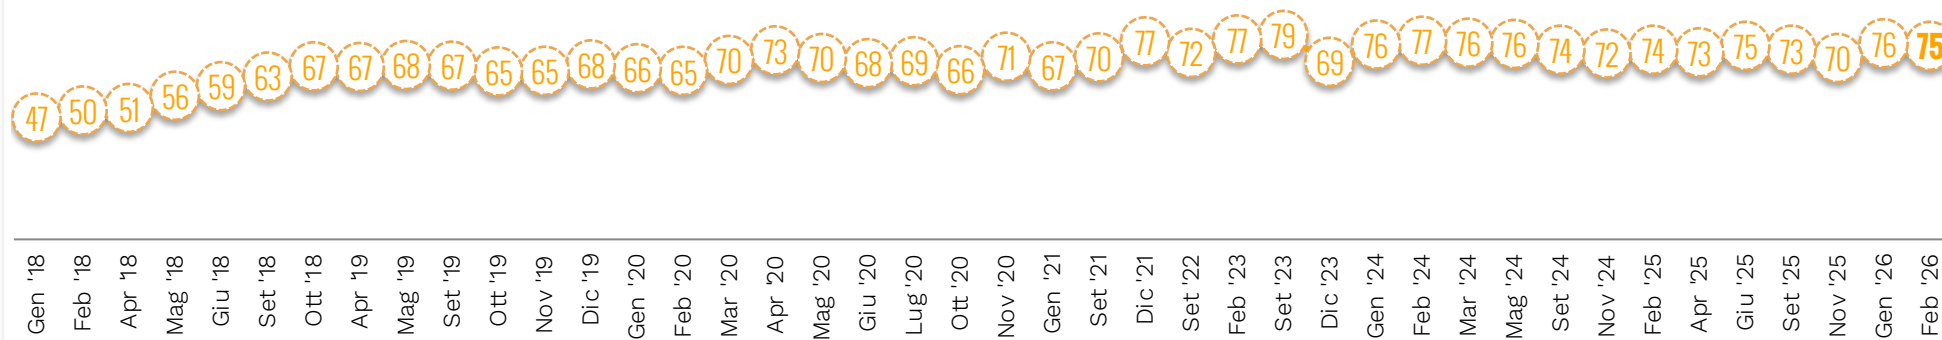 47 50 51 56 59 63 67 67 68 67 65 65 68 66 65 70 73 70 68 69 66 71 67 70 77 72 77 79 69 76 77 76 76 74 72 74 73 75 73 70 76 75
Gen '18
Feb '18
Apr '18
Mag '18
Giu '18
Set '18
Ott '18
Apr '19
Mag '19
Set '19
Ott '19
Nov '19
Dic '19
Gen '20
Feb '20
Mar '20
Apr '20
Mag '20
Giu '20
Lug '20
Ott '20
Nov '20
Gen '21
Set '21
Dic '21
Set '22
Feb '23
Set '23
Dic '23
Gen '24
Feb '24
Mar '24
Mag '24
Set '24
Nov '24
Feb '25
Apr '25
Giu '25
Set '25
Nov '25
Gen '26
Feb '26